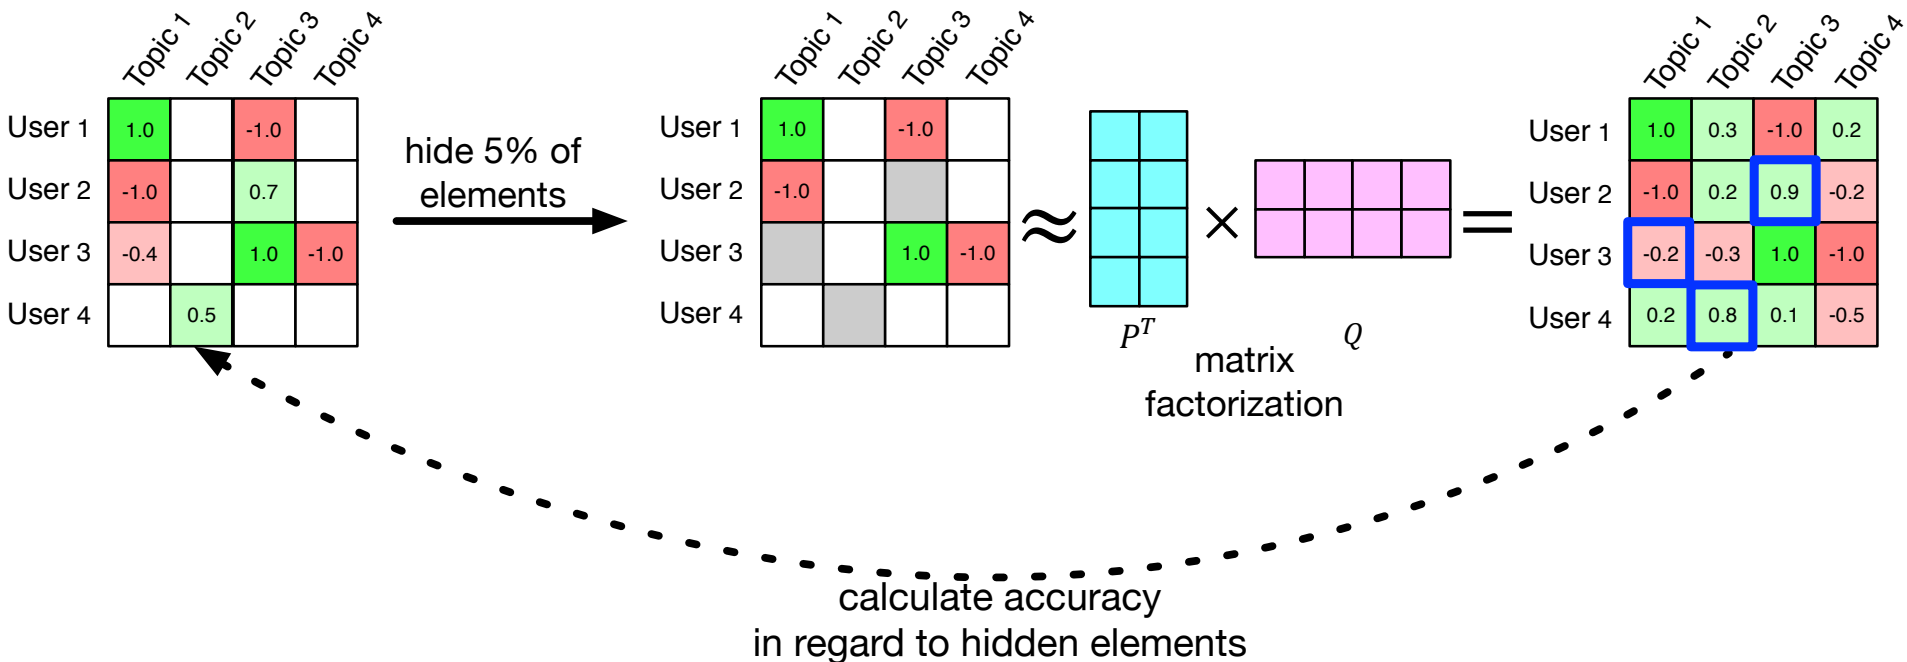 Topic 1 Topic 2 Topic 3 Topic 4
User 1 1.0 -1.0
User 2 -1.0 0.7
User 3 -0.4 1.0 -1.0
User 4 0.5
hide 5% of
elements
Topic 1 Topic 2 Topic 3 Topic 4
User 1 1.0 -1.0
User 2 -1.0
User 3 1.0 -1.0
User 4
≈
P^T
×
Q
=
matrix
factorization
Topic 1 Topic 2 Topic 3 Topic 4
User 1 1.0 0.3 -1.0 0.2
User 2 -1.0 0.2 0.9 -0.2
User 3 -0.2 -0.3 1.0 -1.0
User 4 0.2 0.8 0.1 -0.5
calculate accuracy
in regard to hidden elements